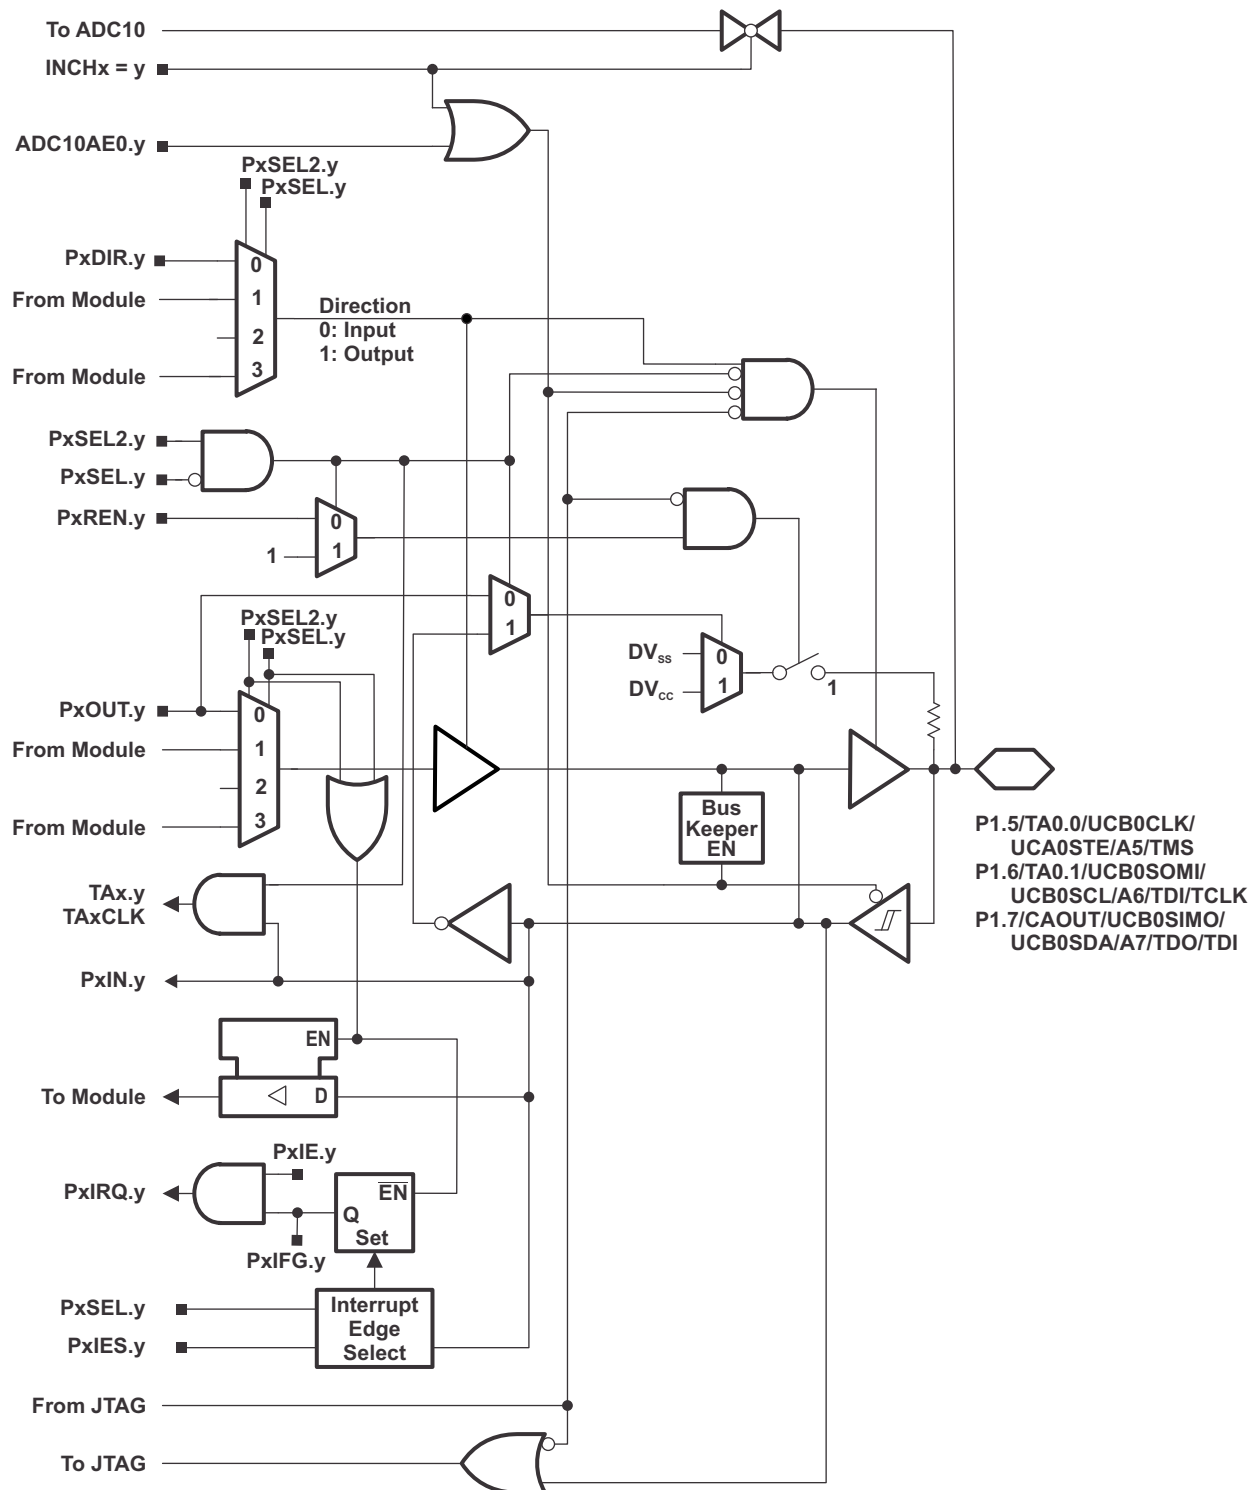 To ADC10
INCHx = y
ADC10AE0.y
PxSEL2.y
PxSEL.y
PxDIR.y
0
From Module
1
2
From Module
3
Direction
0: Input
1: Output
PxSEL2.y
PxSEL.y
PxREN.y
0
1
1
0
1
PxSEL2.y
PxSEL.y
DVSS
0
DVCC
1
1
PxOUT.y
0
From Module
1
2
From Module
3
Bus
Keeper
EN
P1.5/TA0.0/UCB0CLK/
UCA0STE/A5/TMS
P1.6/TA0.1/UCB0SOMI/
UCB0SCL/A6/TDI/TCLK
P1.7/CAOUT/UCB0SIMO/
UCB0SDA/A7/TDO/TDI
TAx.y
TAxCLK
PxIN.y
EN
To Module
D
PxIE.y
PxIRQ.y
EN
Q
Set
PxIFG.y
PxSEL.y
PxIES.y
Interrupt
Edge
Select
From JTAG
To JTAG